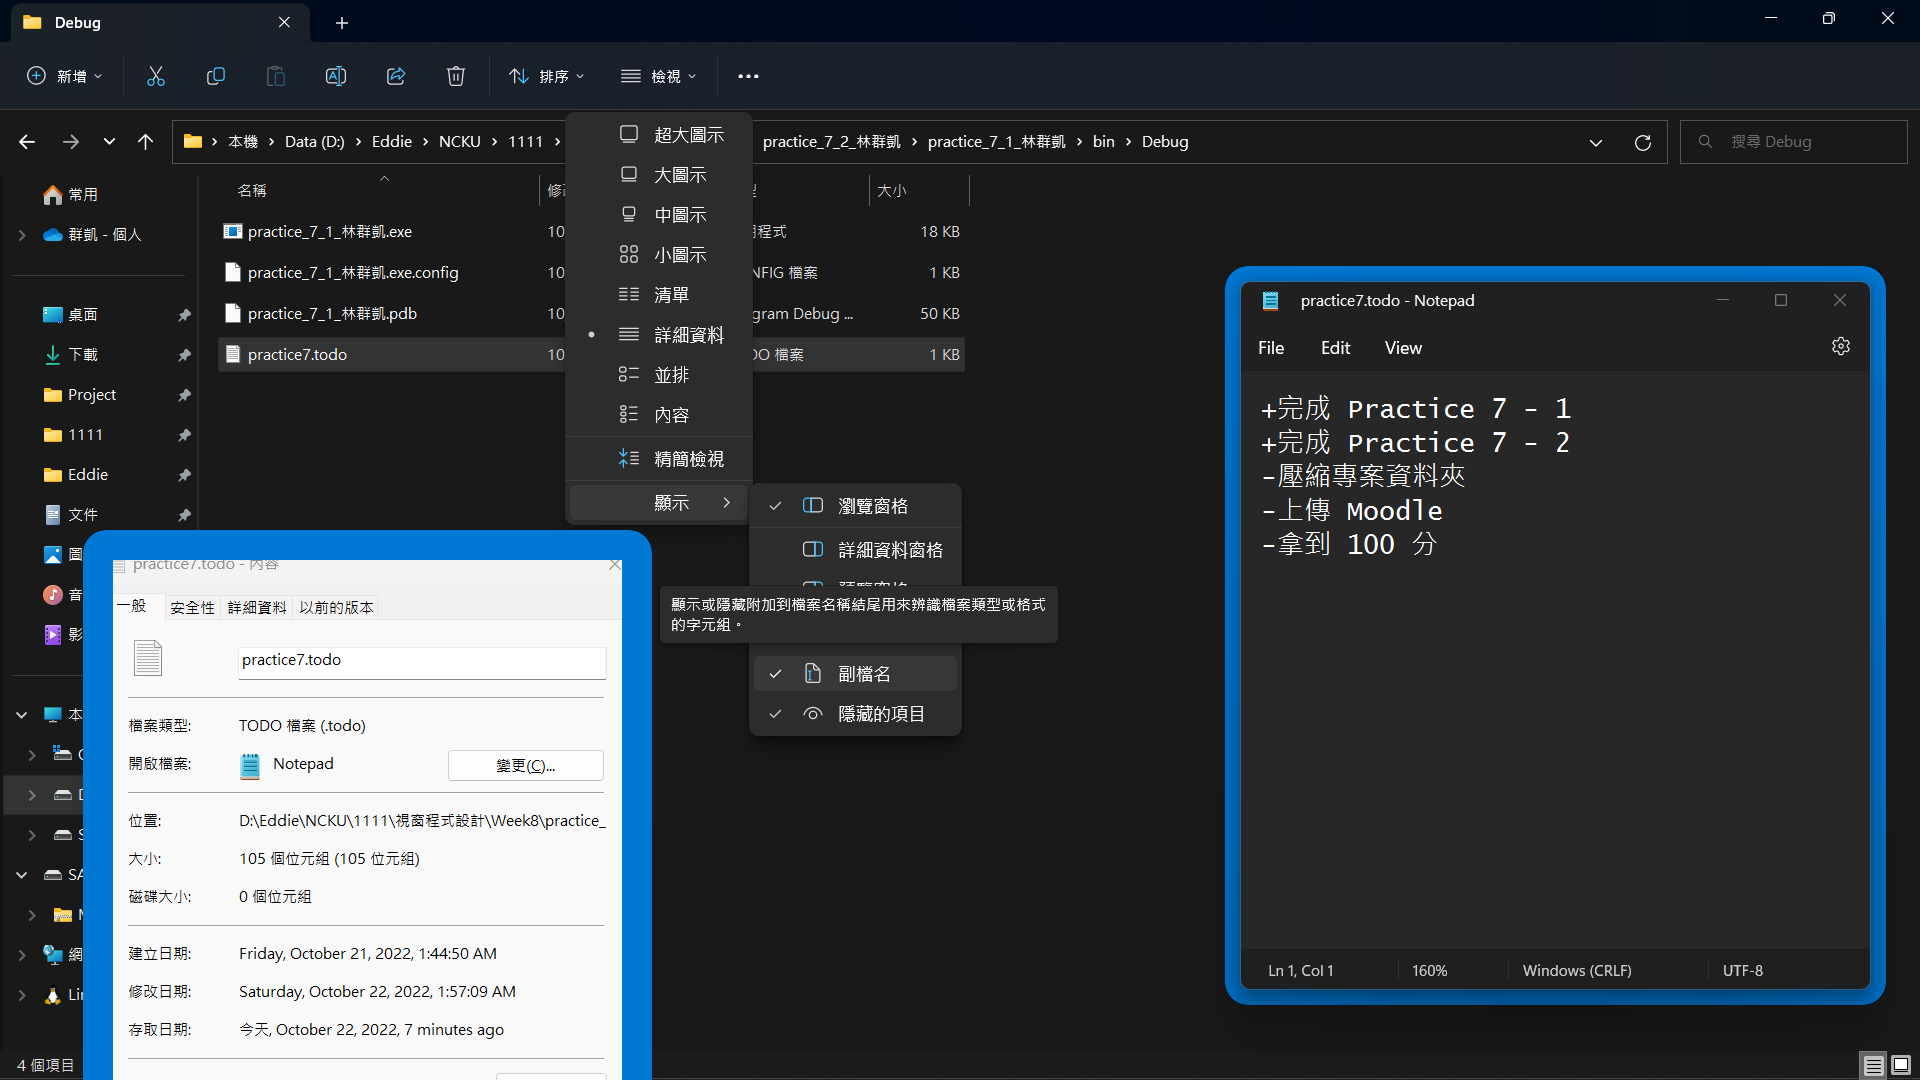 Debug
新增
排序
檢視
本機
Data (D:)
Eddie
NCKU
1111
practice_7_2_林群凱
practice_7_1_林群凱
bin
Debug
搜尋 Debug
常用
群凱 - 個人
桌面
下載
Project
1111
Eddie
文件
4 個項目
名稱
大小
practice_7_1_林群凱.exe
18 KB
practice_7_1_林群凱.exe.config
檔案
1 KB
practice_7_1_林群凱.pdb
Debug ...
50 KB
practice7.todo
檔案
1 KB
超大圖示
大圖示
中圖示
小圖示
清單
詳細資料
並排
內容
精簡檢視
顯示
瀏覽窗格
詳細資料窗格
顯示或隱藏附加到檔案名稱結尾用來辨識檔案類型或格式
的字元組。
副檔名
隱藏的項目
practice7.todo - 內容
一般
安全性
詳細資料
以前的版本
practice7.todo
檔案類型:
TODO 檔案 (.todo)
開啟檔案:
Notepad
變更(C)...
位置:
D:\Eddie\NCKU\1111\視窗程式設計\Week8\practice_
大小:
105 個位元組 (105 位元組)
磁碟大小:
0 個位元組
建立日期:
Friday, October 21, 2022, 1:44:50 AM
修改日期:
Saturday, October 22, 2022, 1:57:09 AM
存取日期:
今天, October 22, 2022, 7 minutes ago
practice7.todo - Notepad
File
Edit
View
+完成 Practice 7 - 1
+完成 Practice 7 - 2
-壓縮專案資料夾
-上傳 Moodle
-拿到 100 分
Ln 1, Col 1
160%
Windows (CRLF)
UTF-8